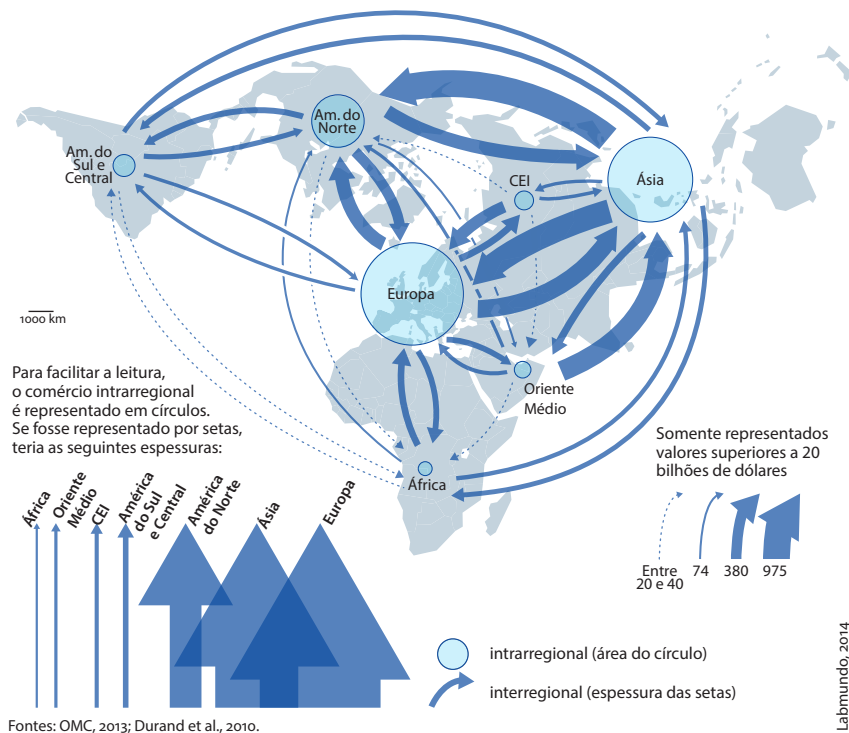 Am. do
Norte
Am. do
Sul e
Central
CEI
Ásia
Europa
1000 km
Oriente
Médio
África
Para facilitar a leitura,
o comércio intrarregional
é representado em círculos.
Se fosse representado por setas,
teria as seguintes espessuras:
África
Oriente
Médio
CEI
América
do Sul
e Central
América
do Norte
Ásia
Europa
Somente representados
valores superiores a 20
bilhões de dólares
Entre
20 e 40
74
380
975
intrarregional (área do círculo)
interregional (espessura das setas)
Fontes: OMC, 2013; Durand et al., 2010.
Labmundo, 2014